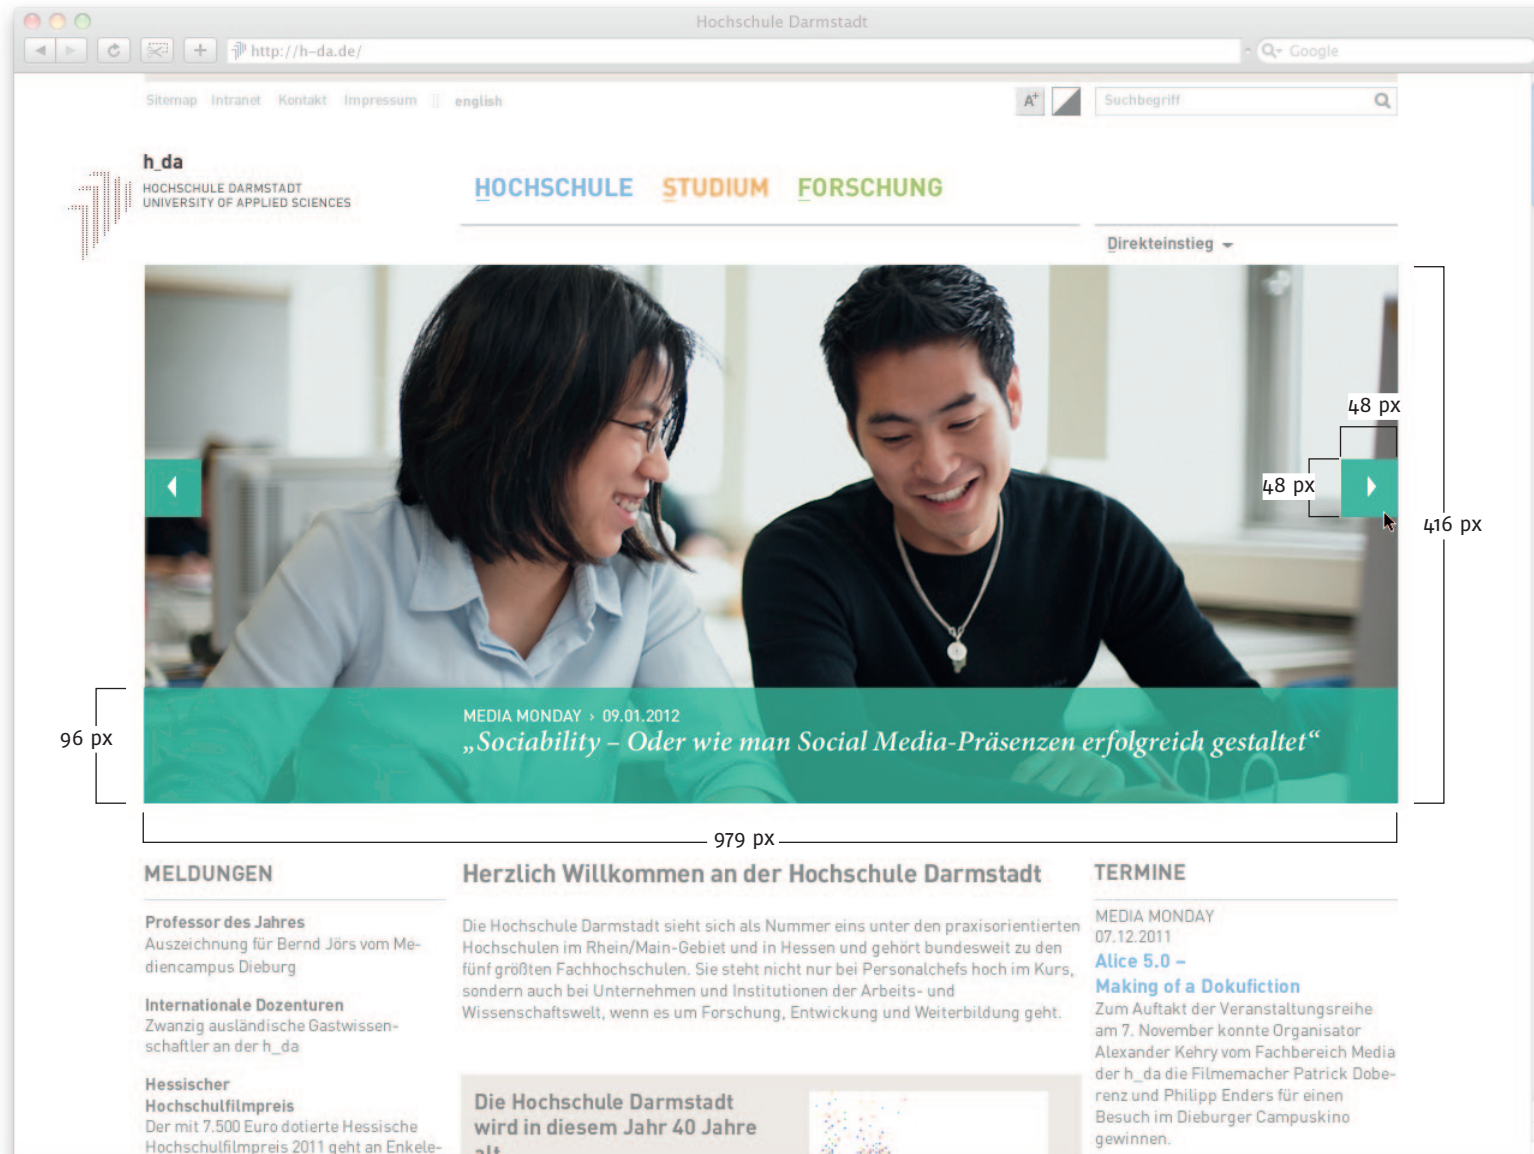 Hochschule Darmstadt
http://h-da.de/
Google
Sitemap Intranet Kontakt Impressum || english
A+
Suchbegriff
h_da
HOCHSCHULE DARMSTADT
UNIVERSITY OF APPLIED SCIENCES
HOCHSCHULE STUDIUM FORSCHUNG
Direkteinstieg
48 px
48 px
416 px
MEDIA MONDAY › 09.01.2012
„Sociability – Oder wie man Social Media-Präsenzen erfolgreich gestaltet“
96 px
979 px
MELDUNGEN
Professor des Jahres
Auszeichnung für Bernd Jörs vom Me-
diencampus Dieburg
Internationale Dozenturen
Zwanzig ausländische Gastwissen-
schaftler an der h_da
Hessischer
Hochschulfilmpreis
Der mit 7.500 Euro dotierte Hessische
Hochschulfilmpreis 2011 geht an Enkele-
Herzlich Willkommen an der Hochschule Darmstadt
Die Hochschule Darmstadt sieht sich als Nummer eins unter den praxisorientierten
Hochschulen im Rhein/Main-Gebiet und in Hessen und gehört bundesweit zu den
fünf größten Fachhochschulen. Sie steht nicht nur bei Personalchefs hoch im Kurs,
sondern auch bei Unternehmen und Institutionen der Arbeits- und
Wissenschaftswelt, wenn es um Forschung, Entwickung und Weiterbildung geht.
Die Hochschule Darmstadt
wird in diesem Jahr 40 Jahre
alt
TERMINE
MEDIA MONDAY
07.12.2011
Alice 5.0 –
Making of a Dokufiction
Zum Auftakt der Veranstaltungsreihe
am 7. November konnte Organisator
Alexander Kehry vom Fachbereich Media
der h_da die Filmemacher Patrick Dobe-
renz und Philipp Enders für einen
Besuch im Dieburger Campuskino
gewinnen.